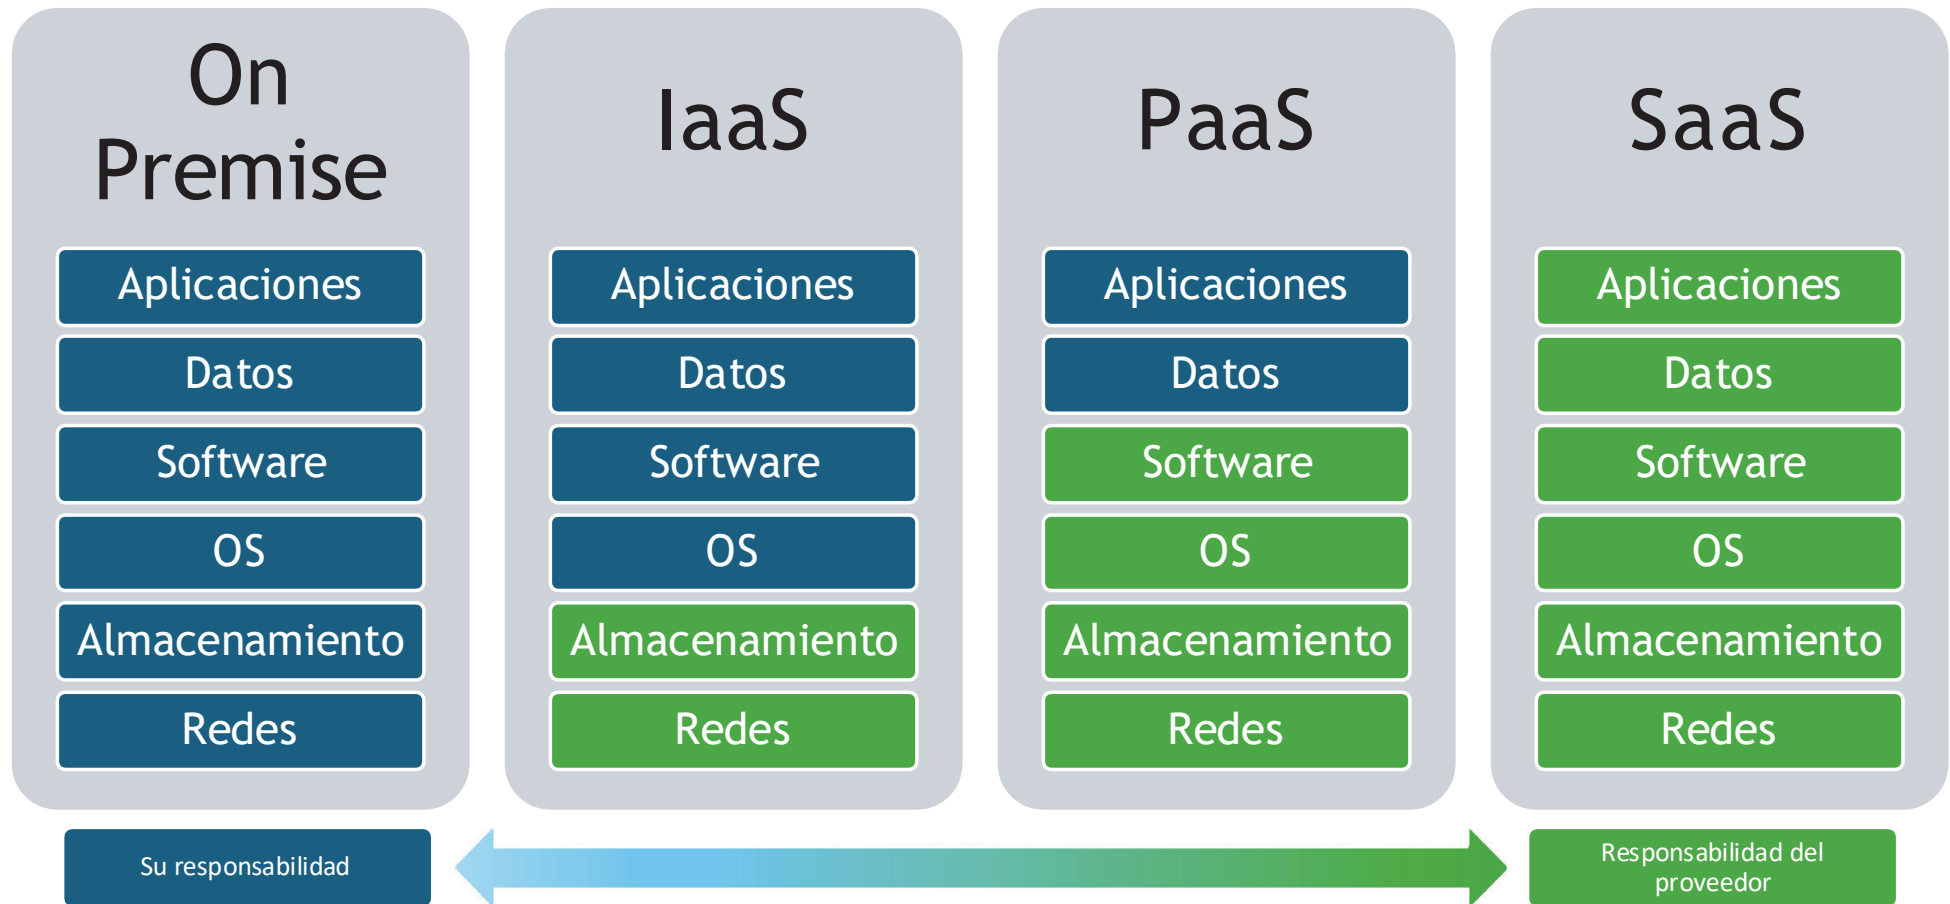 On
Premise
Aplicaciones
Datos
Software
OS
Almacenamiento
Redes
IaaS
Aplicaciones
Datos
Software
OS
Almacenamiento
Redes
PaaS
Aplicaciones
Datos
Software
OS
Almacenamiento
Redes
SaaS
Aplicaciones
Datos
Software
OS
Almacenamiento
Redes
Su responsabilidad
Responsabilidad del
proveedor